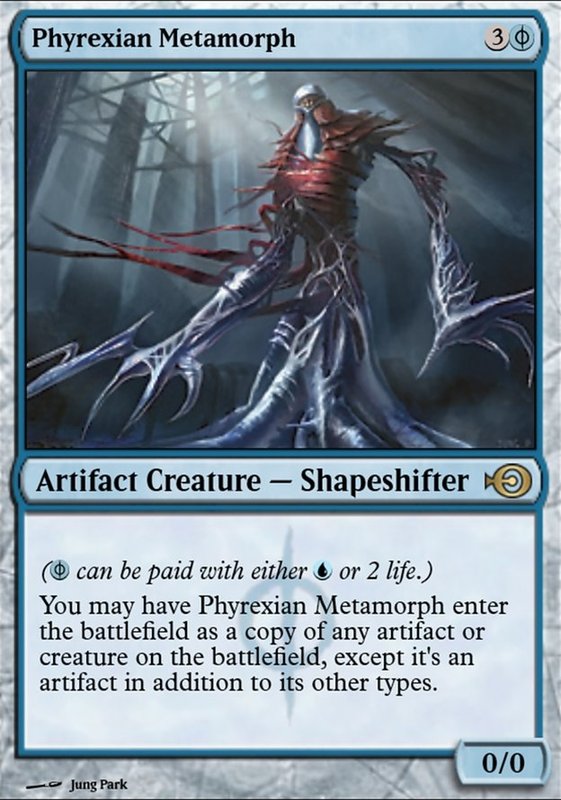 Phyrexian Metamorph 3
Artifact Creature — Shapeshifter
( can be paid with either or 2 life.)
You may have Phyrexian Metamorph enter
the battlefield as a copy of any artifact or
creature on the battlefield, except it's an
artifact in addition to its other types.
0/0
Jung Park